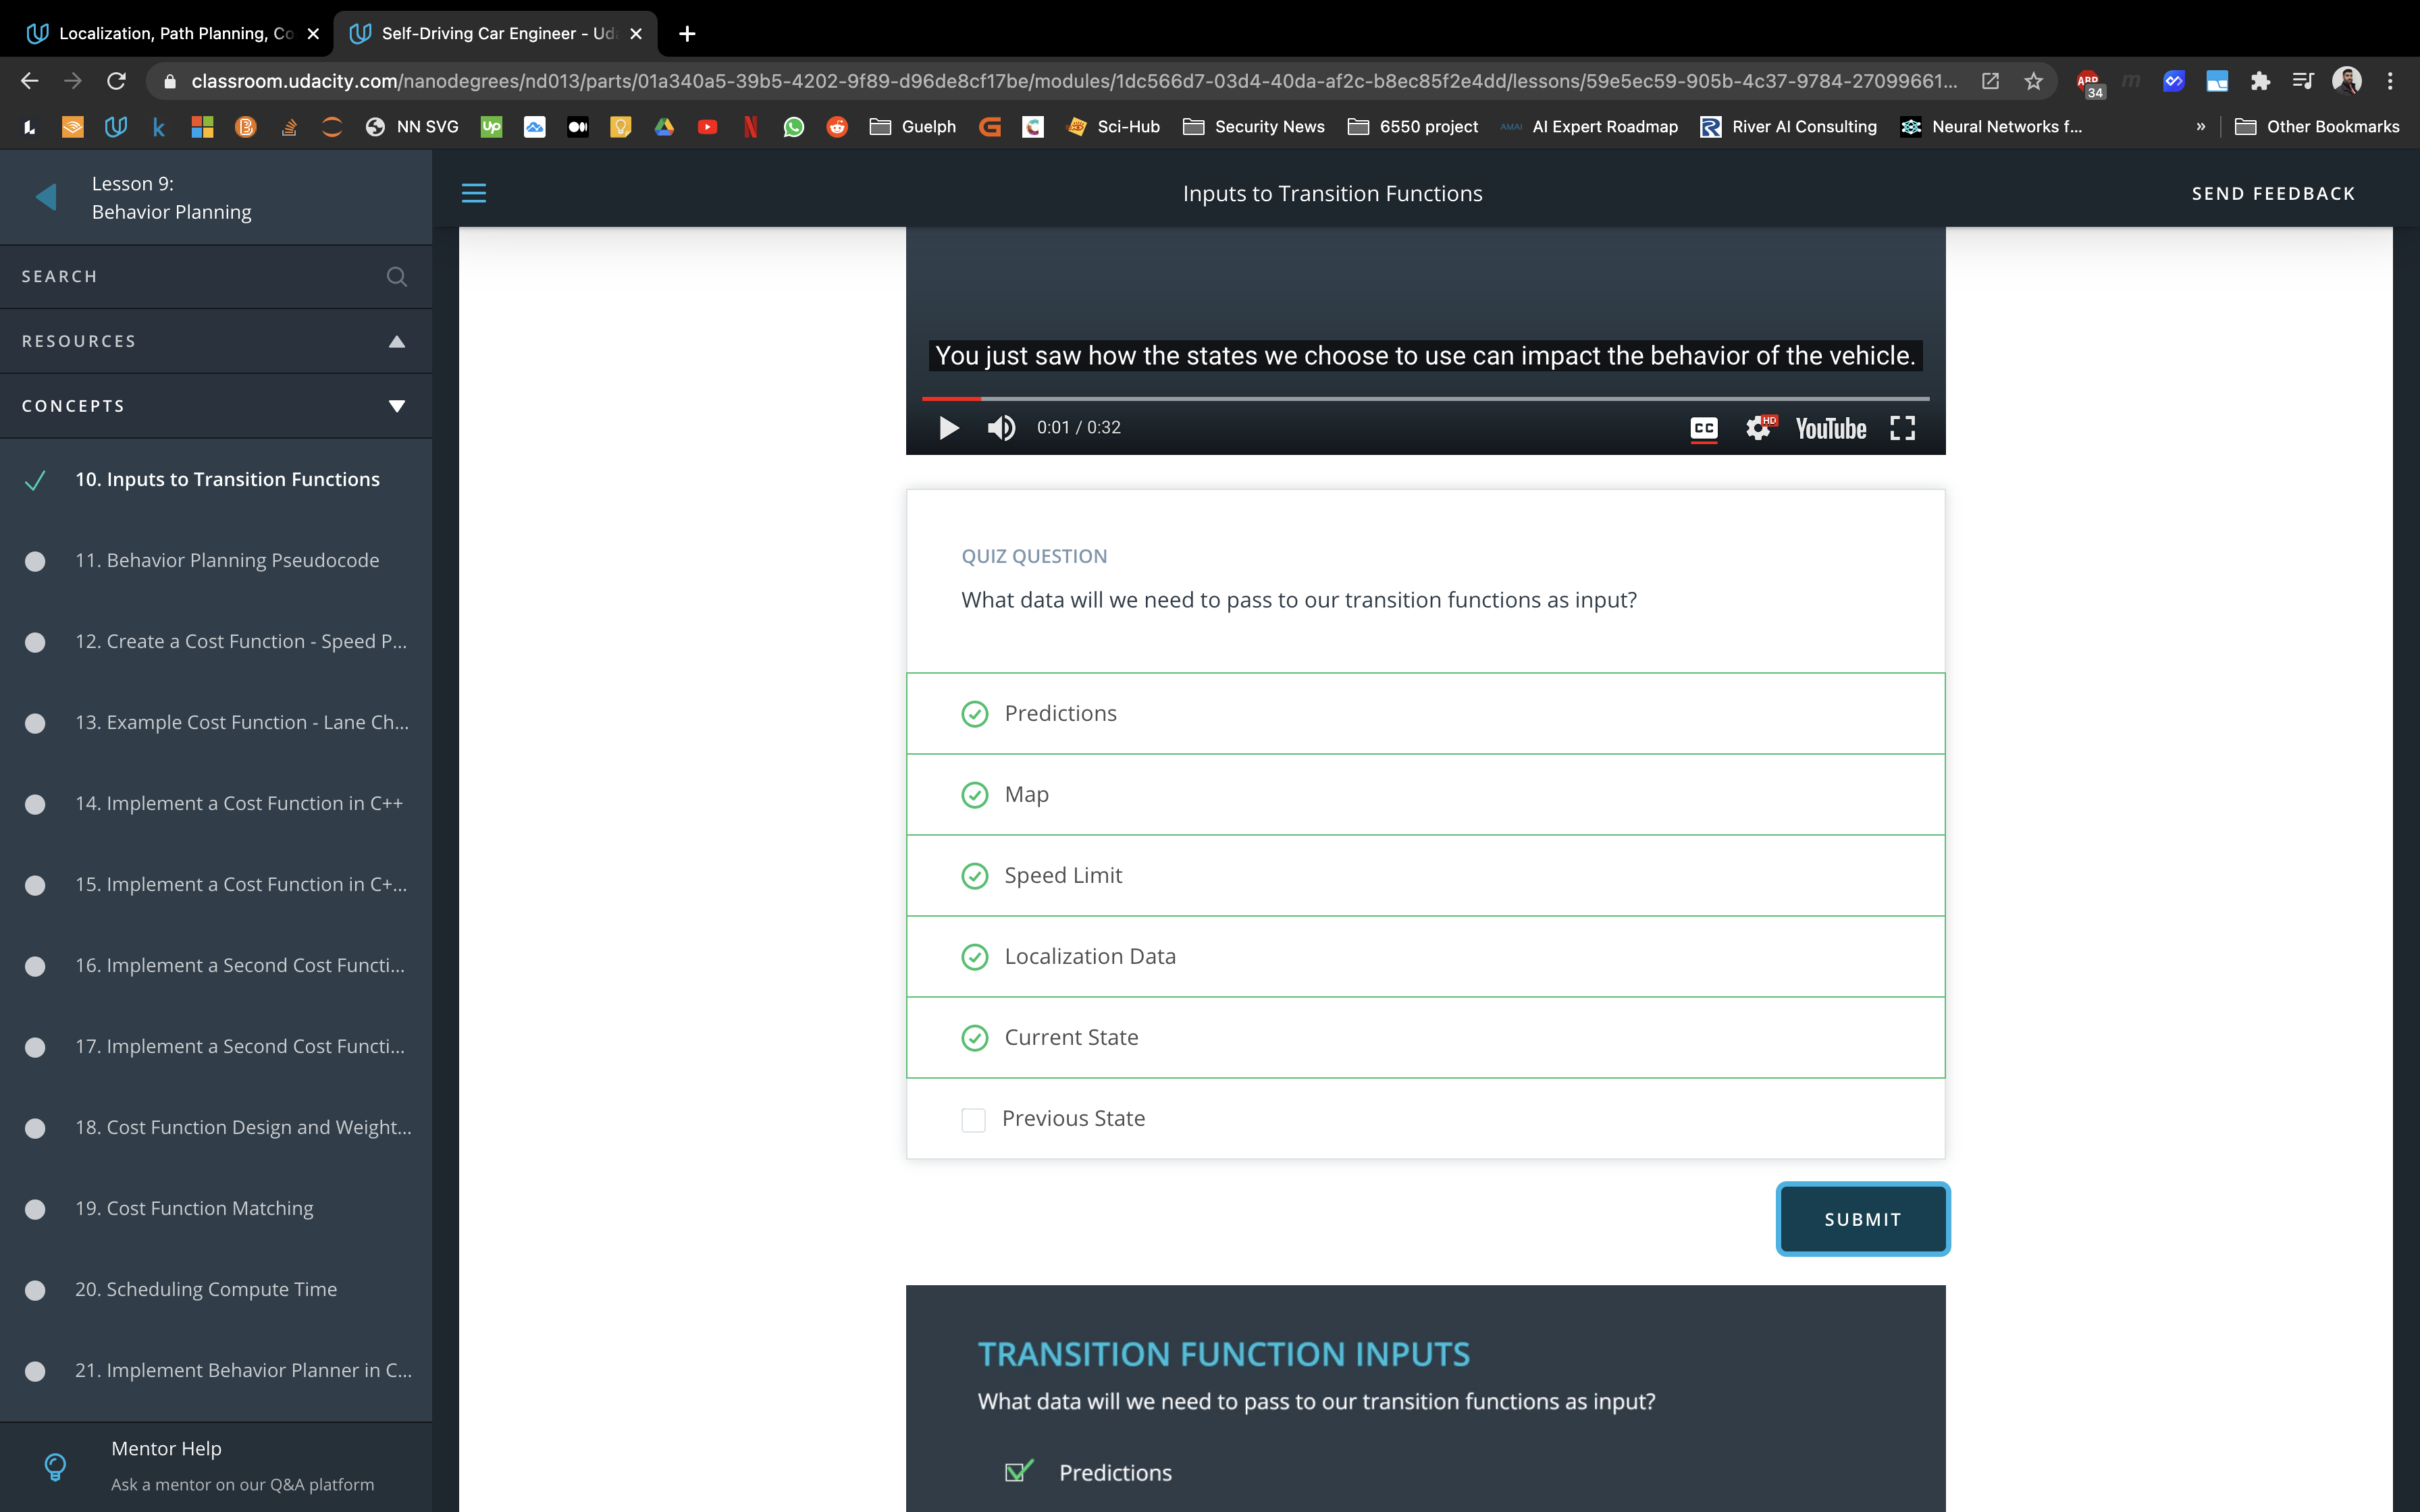 Localization, Path Planning, Co
Self-Driving Car Engineer - Uda
classroom.udacity.com/nanodegrees/nd013/parts/01a340a5-39b5-4202-9f89-d96de8cf17be/modules/1dc566d7-03d4-40da-af2c-b8ec85f2e4dd/lessons/59e5ec59-905b-4c37-9784-27099661...
ABP
34
NN SVG
Up
Guelph
Sci-Hub
Security News
6550 project
AMAI
AI Expert Roadmap
River AI Consulting
Neural Networks f...
»
Other Bookmarks
Lesson 9:
Behavior Planning
Inputs to Transition Functions
SEND FEEDBACK
SEARCH
RESOURCES
CONCEPTS
10. Inputs to Transition Functions
11. Behavior Planning Pseudocode
12. Create a Cost Function - Speed P...
13. Example Cost Function - Lane Ch...
14. Implement a Cost Function in C++
15. Implement a Cost Function in C+...
16. Implement a Second Cost Functi...
17. Implement a Second Cost Functi...
18. Cost Function Design and Weight...
19. Cost Function Matching
20. Scheduling Compute Time
21. Implement Behavior Planner in C...
Mentor Help
Ask a mentor on our Q&A platform
You just saw how the states we choose to use can impact the behavior of the vehicle.
0:01 / 0:32
CC
HD
YouTube
QUIZ QUESTION
What data will we need to pass to our transition functions as input?
Predictions
Map
Speed Limit
Localization Data
Current State
Previous State
SUBMIT
TRANSITION FUNCTION INPUTS
What data will we need to pass to our transition functions as input?
Predictions